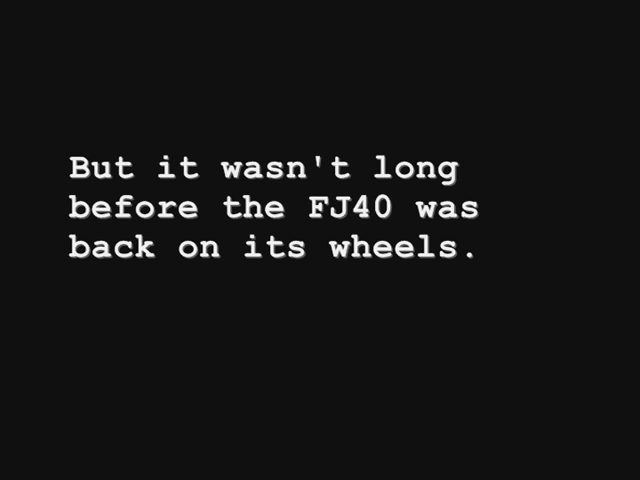 But it wasn't long
before the FJ40 was
back on its wheels.